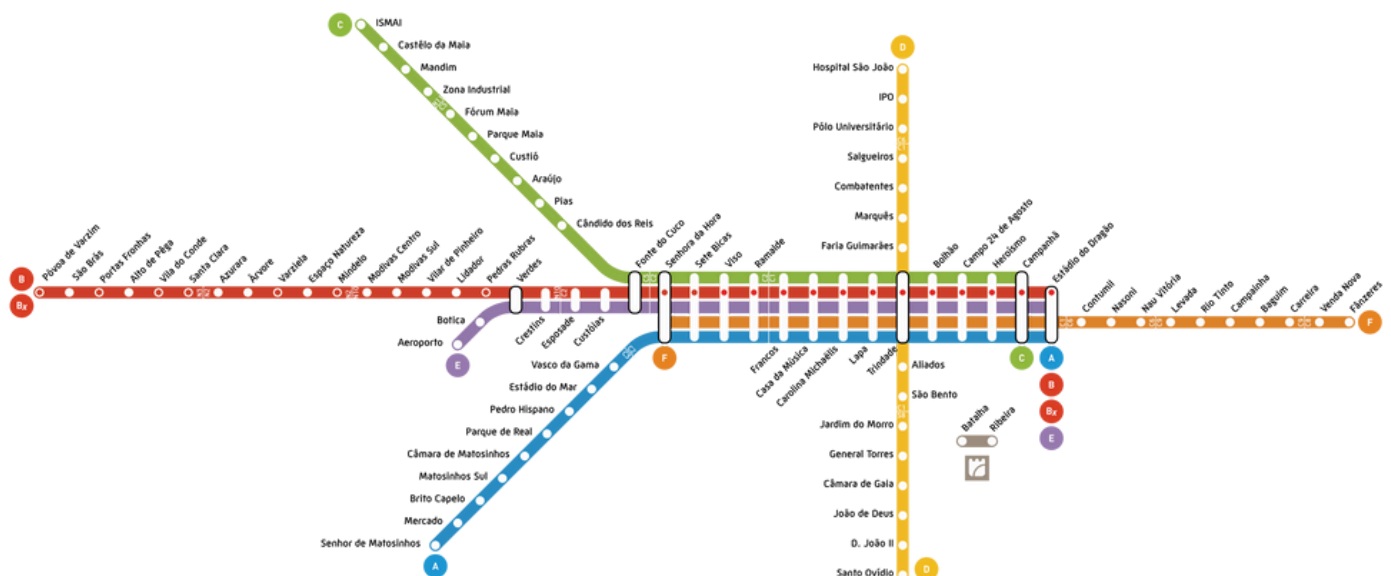 C
ISMAI
Castêlo da Maia
Mandim
Zona Industrial
Fórum Maia
Parque Maia
Custió
Araújo
Pias
Cândido dos Reis
D
Hospital São João
IPO
Pólo Universitário
Salgueiros
Combatentes
Marquês
Faria Guimarães
B
Bx
Póvoa de Varzim
São Brás
Portas Fronhas
Alto de Pêga
Vila do Conde
Santa Clara
Azurara
Árvore
Varziela
Espaço Natureza
Mindelo
Modivas Centro
Modivas Sul
Vilar de Pinheiro
Lidador
Pedras Rubras
Verdes
Fonte do Cuco
Senhora da Hora
Sete Bicas
Viso
Ramalde
Bolhão
Campo 24 de Agosto
Heroísmo
Campanhã
Estádio do Dragão
Contumil
Nasoni
Nau Vitória
Levada
Rio Tinto
Campainha
Baguim
Carreira
Venda Nova
Fânzeres
F
Botica
Aeroporto
E
Crestins
Esposade
Custóias
F
Francos
Casa da Música
Carolina Michaëlis
Lapa
Trindade
C
A
B
Bx
E
Vasco da Gama
Estádio do Mar
Pedro Hispano
Parque de Real
Câmara de Matosinhos
Matosinhos Sul
Brito Capelo
Mercado
Senhor de Matosinhos
A
Aliados
São Bento
Jardim do Morro
General Torres
Câmara de Gaia
João de Deus
D. João II
Santo Ovídio
D
Batalha
Ribeira